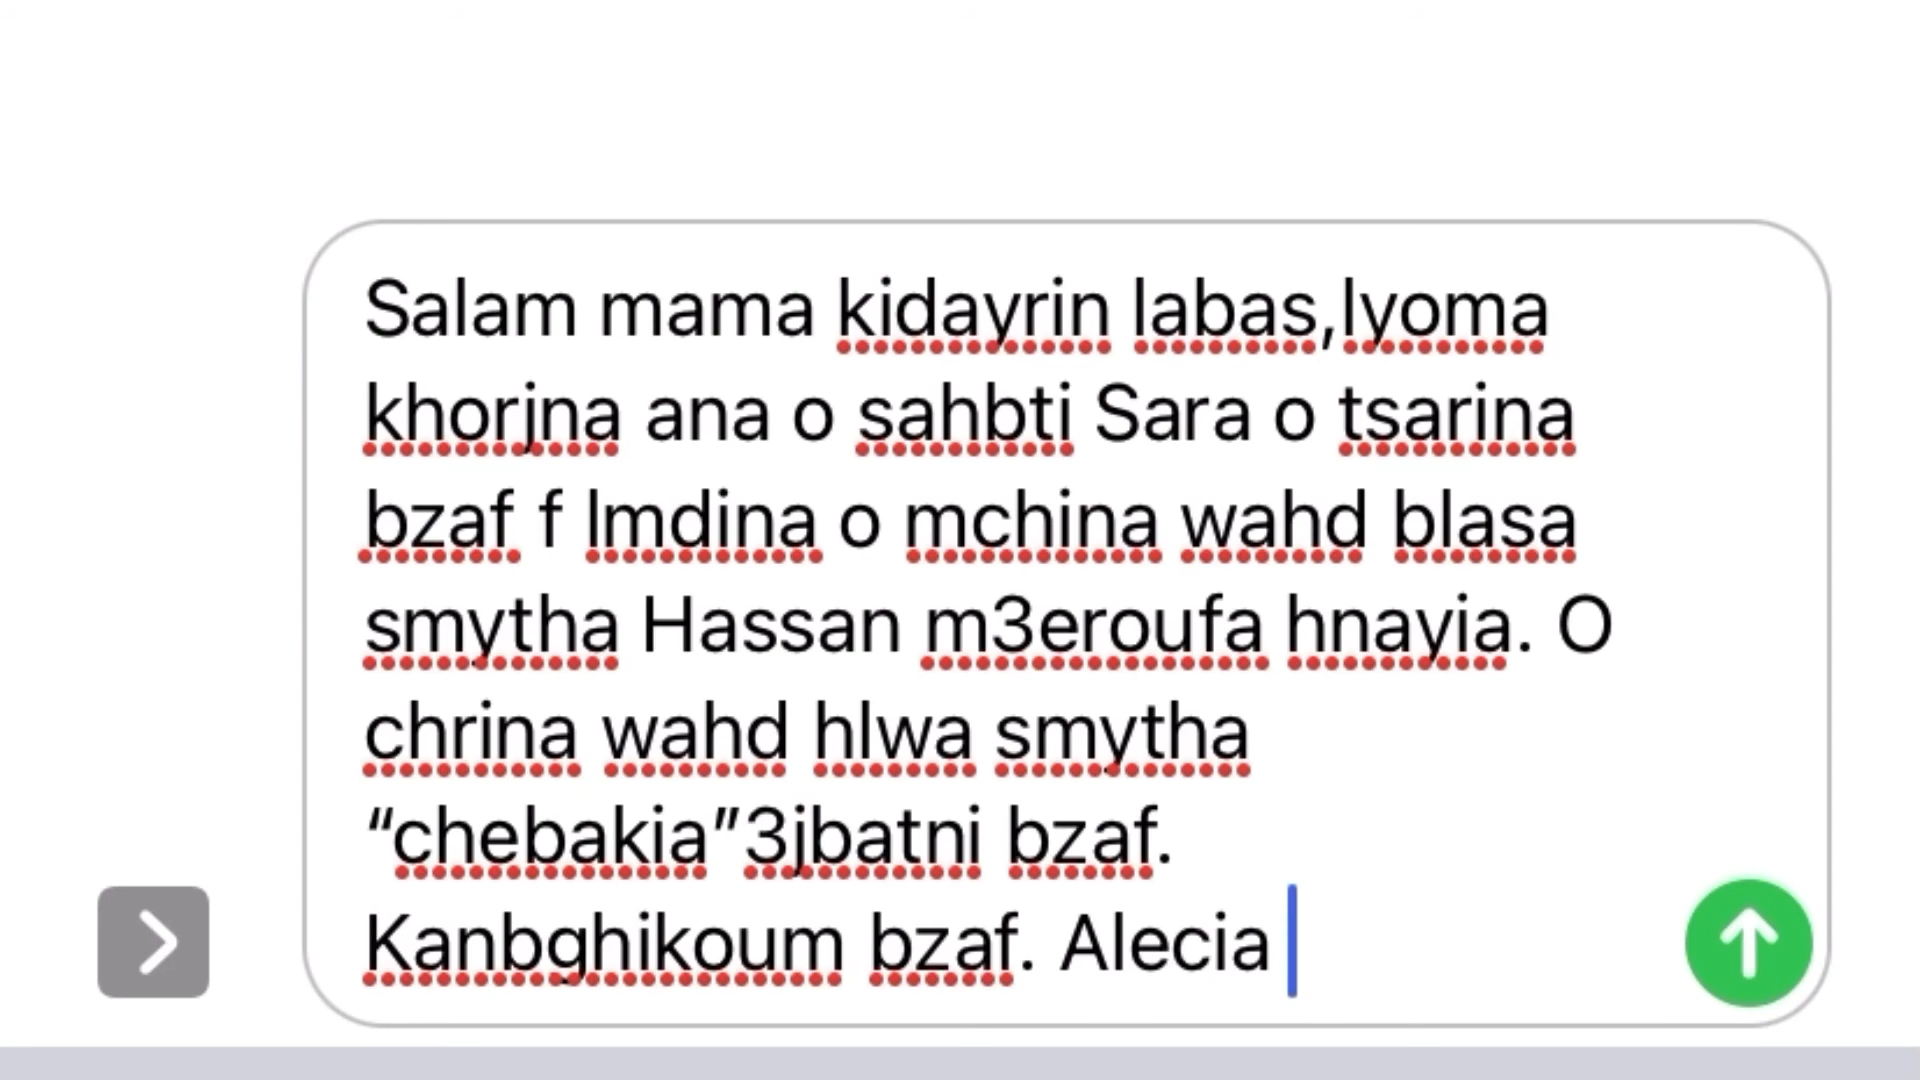 Salam mama kidayrin labas,lyoma
khorjna ana o sahbti Sara o tsarina
bzaf f lmdina o mchina wahd blasa
smytha Hassan m3eroufa hnayia. O
chrina wahd hlwa smytha
“chebakia”3jbatni bzaf.
Kanbghikoum bzaf. Alecia